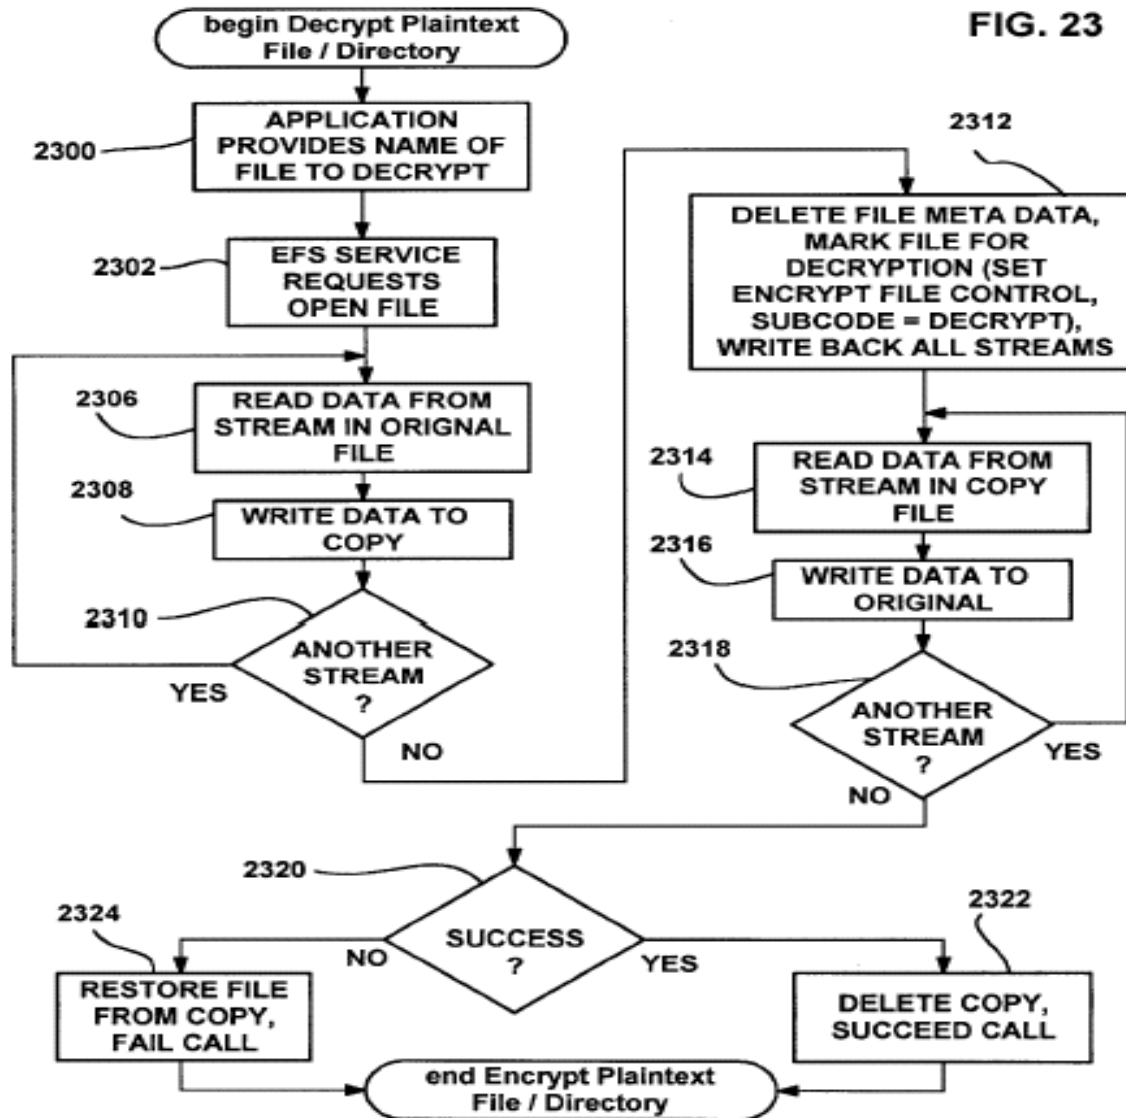 FIG. 23
begin Decrypt Plaintext
File / Directory
2300
APPLICATION
PROVIDES NAME OF
FILE TO DECRYPT
2302
EFS SERVICE
REQUESTS
OPEN FILE
2306
READ DATA FROM
STREAM IN ORIGNAL
FILE
2308
WRITE DATA TO
COPY
2310
ANOTHER
STREAM
?
YES
NO
2312
DELETE FILE META DATA,
MARK FILE FOR
DECRYPTION (SET
ENCRYPT FILE CONTROL,
SUBCODE = DECRYPT),
WRITE BACK ALL STREAMS
2314
READ DATA FROM
STREAM IN COPY
FILE
2316
WRITE DATA TO
ORIGINAL
2318
ANOTHER
STREAM
?
YES
NO
2320
SUCCESS
?
NO
YES
2324
RESTORE FILE
FROM COPY,
FAIL CALL
2322
DELETE COPY,
SUCCEED CALL
end Encrypt Plaintext
File / Directory